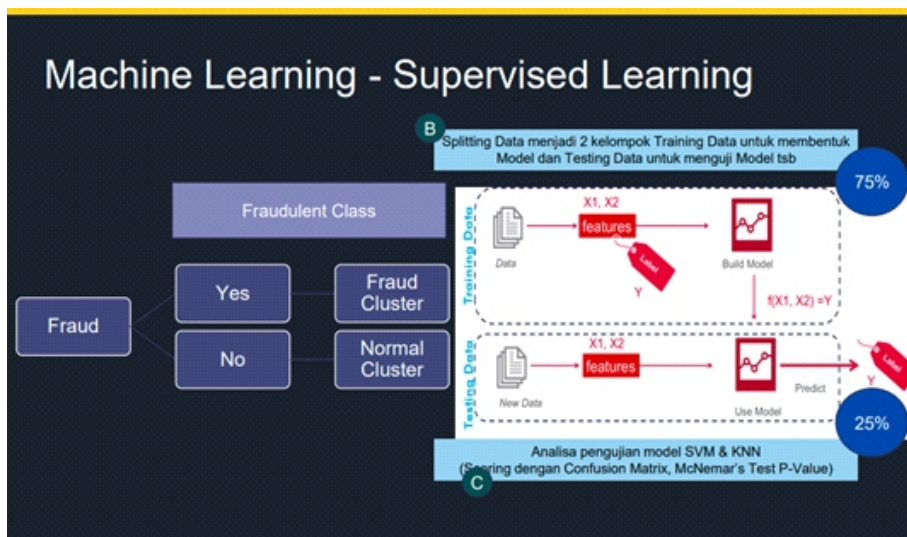 Machine Learning - Supervised Learning
B
Splitting Data menjadi 2 kelompok Training Data untuk membentuk
Model dan Testing Data untuk menguji Model tsb
75%
Fraudulent Class
Fraud
Yes
Fraud
Cluster
No
Normal
Cluster
Training Data
Data
X1, X2
features
Label
Y
Build Model
f(X1, X2) =Y
Testing Data
New Data
X1, X2
features
Use Model
Predict
Label
Y
25%
Analisa pengujian model SVM & KNN
(Scoring dengan Confusion Matrix, McNemar's Test P-Value)
C